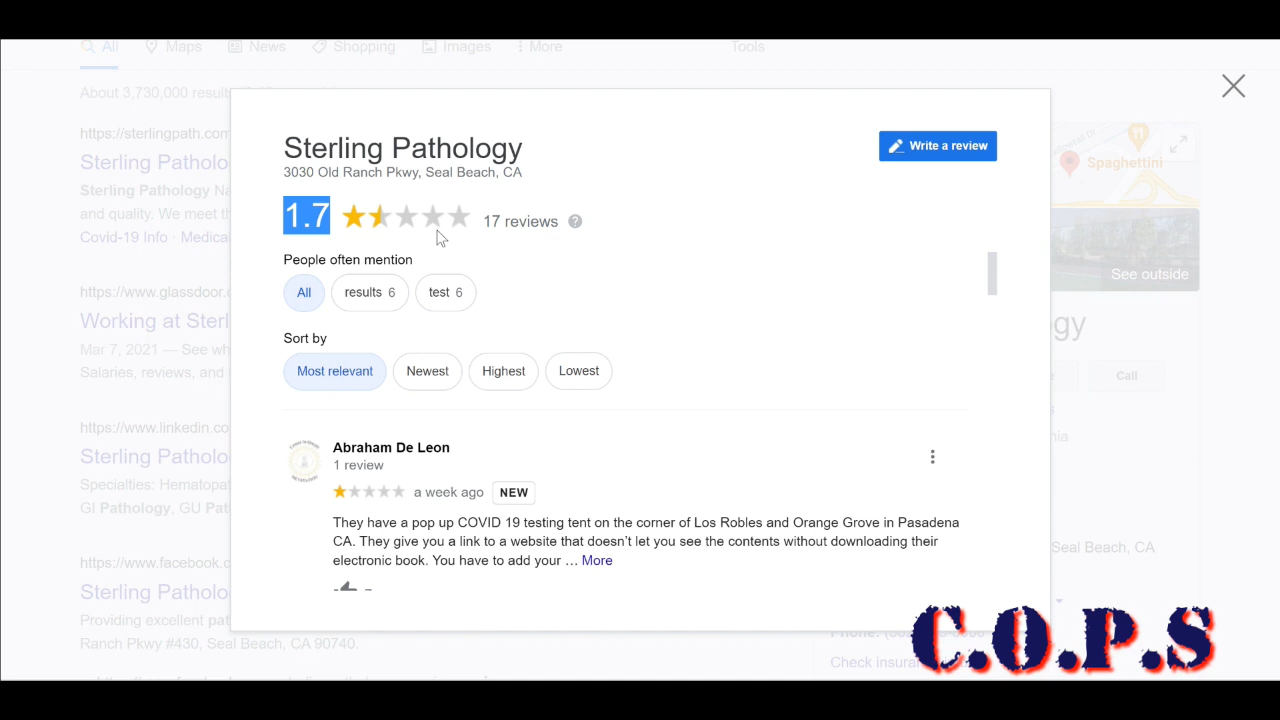 All Maps News Shopping Images More Tools
About 3,730,000 results
https://sterlingpath.com
Sterling Patholo
Sterling Pathology Na
and quality. We meet th
Covid-19 Info · Medica
https://www.glassdoor.c
Working at Sterl
Mar 7, 2021 — See wh
Salaries, reviews, and
https://www.linkedin.co
Sterling Patholo
Specialties: Hematopat
GI Pathology, GU Pat
https://www.facebook.c
Sterling Patholo
Providing excellent pat
Ranch Pkwy #430, Seal Beach, CA 90740.
Sterling Pathology
3030 Old Ranch Pkwy, Seal Beach, CA
Write a review
1.7 17 reviews
People often mention
All results 6 test 6
Sort by
Most relevant Newest Highest Lowest
Abraham De Leon
1 review
a week ago NEW
They have a pop up COVID 19 testing tent on the corner of Los Robles and Orange Grove in Pasadena
CA. They give you a link to a website that doesn't let you see the contents without downloading their
electronic book. You have to add your … More
Spaghettini
See outside
gy
Call
Seal Beach, CA
Phone:
Check insura
C.O.P.S